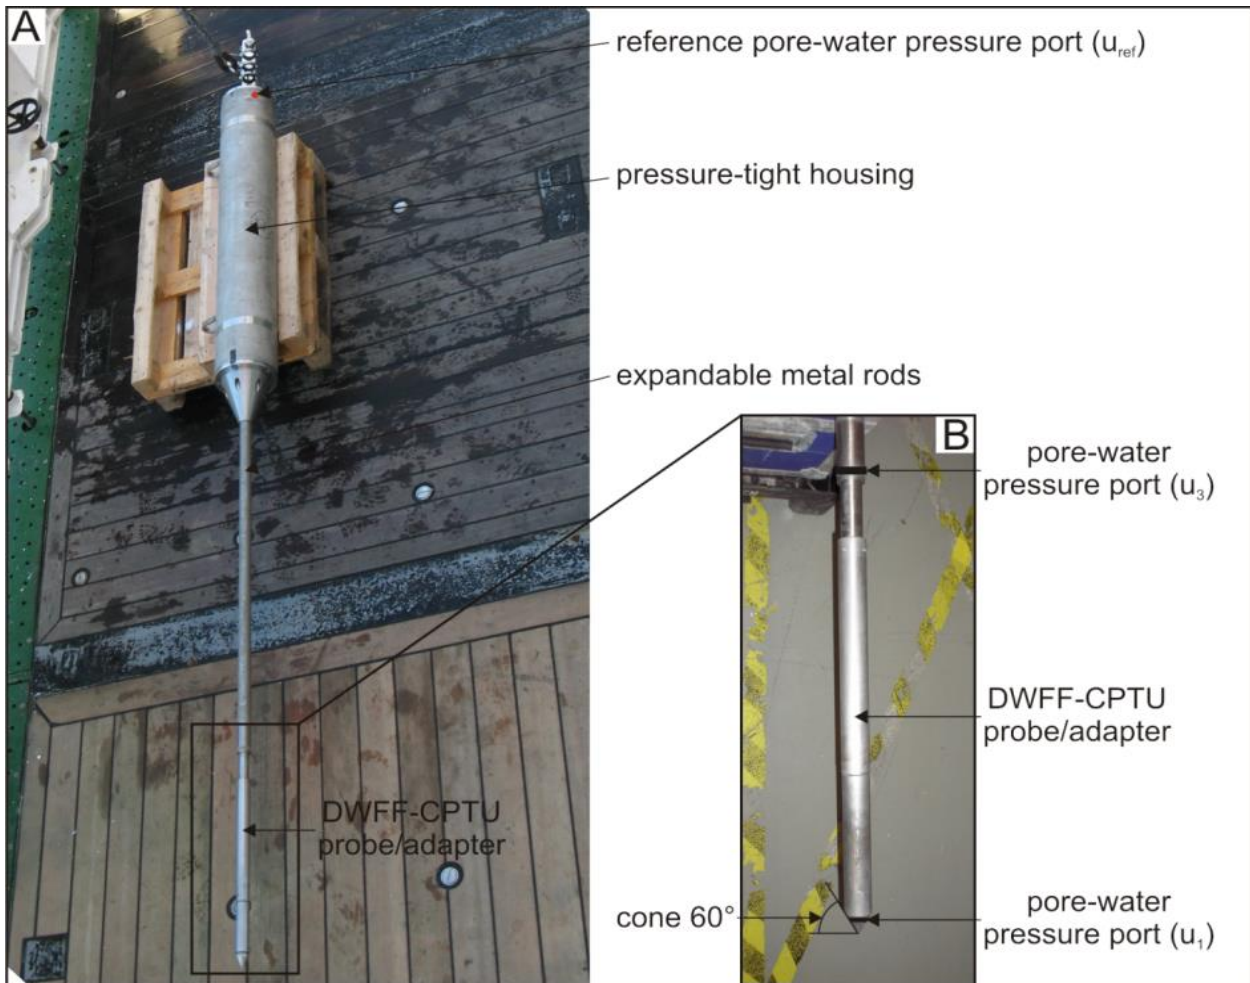 A
reference pore-water pressure port (u_ref)
pressure-tight housing
expandable metal rods
B
pore-water
pressure port (u₃)
DWFF-CPTU
probe/adapter
DWFF-CPTU
probe/adapter
cone 60°
pore-water
pressure port (u₁)